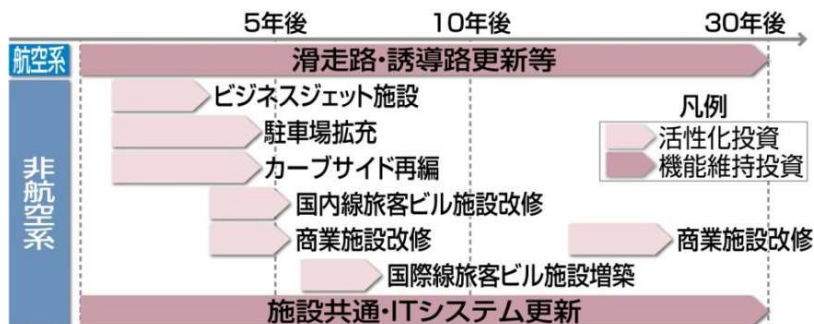 5年後 10年後 30年後
航空系 滑走路・誘導路更新等
ビジネスジェット施設
凡例
駐車場拡充
活性化投資
カーブサイド再編
機能維持投資
非航空系
国内線旅客ビル施設改修
商業施設改修 商業施設改修
国際線旅客ビル施設増築
施設共通・ITシステム更新